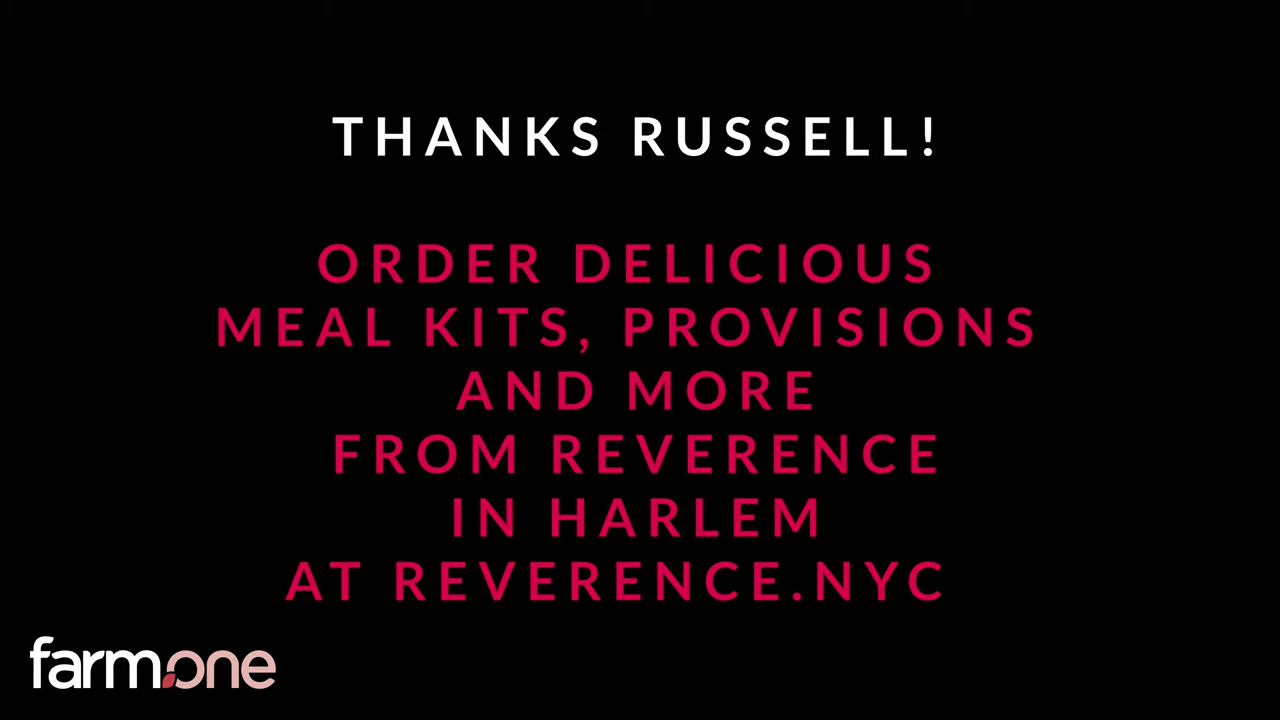 THANKS RUSSELL!
ORDER DELICIOUS
MEAL KITS, PROVISIONS
AND MORE
FROM REVERENCE
IN HARLEM
AT REVERENCE.NYC
farm.one